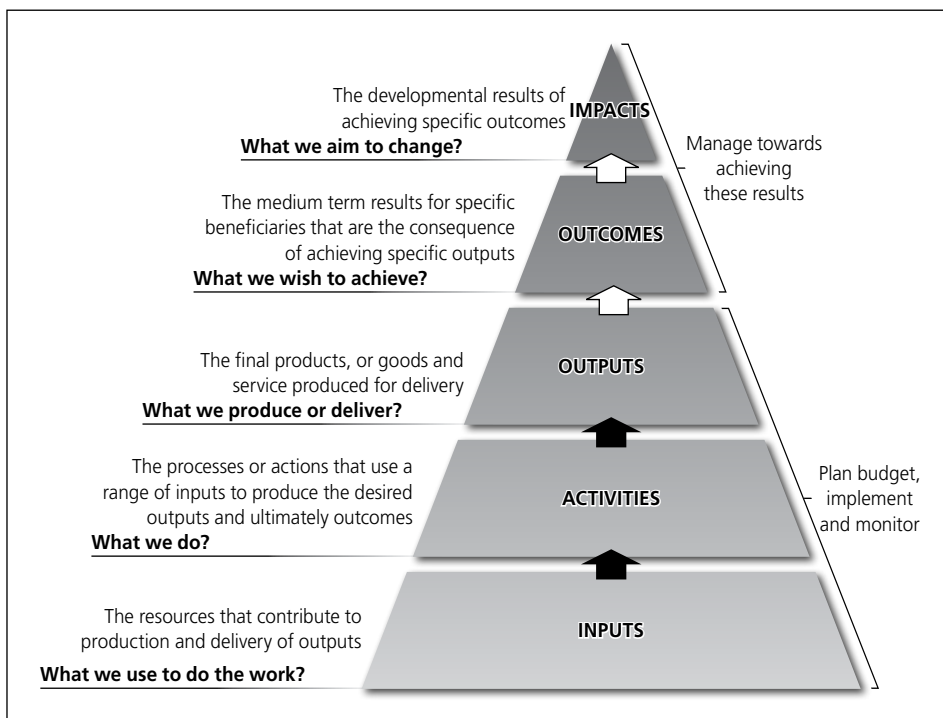 The developmental results of
achieving specific outcomes
What we aim to change?
IMPACTS
Manage towards
achieving
these results
The medium term results for specific
beneficiaries that are the consequence
of achieving specific outputs
What we wish to achieve?
OUTCOMES
The final products, or goods and
service produced for delivery
What we produce or deliver?
OUTPUTS
The processes or actions that use a
range of inputs to produce the desired
outputs and ultimately outcomes
What we do?
ACTIVITIES
Plan budget,
implement
and monitor
The resources that contribute to
production and delivery of outputs
What we use to do the work?
INPUTS